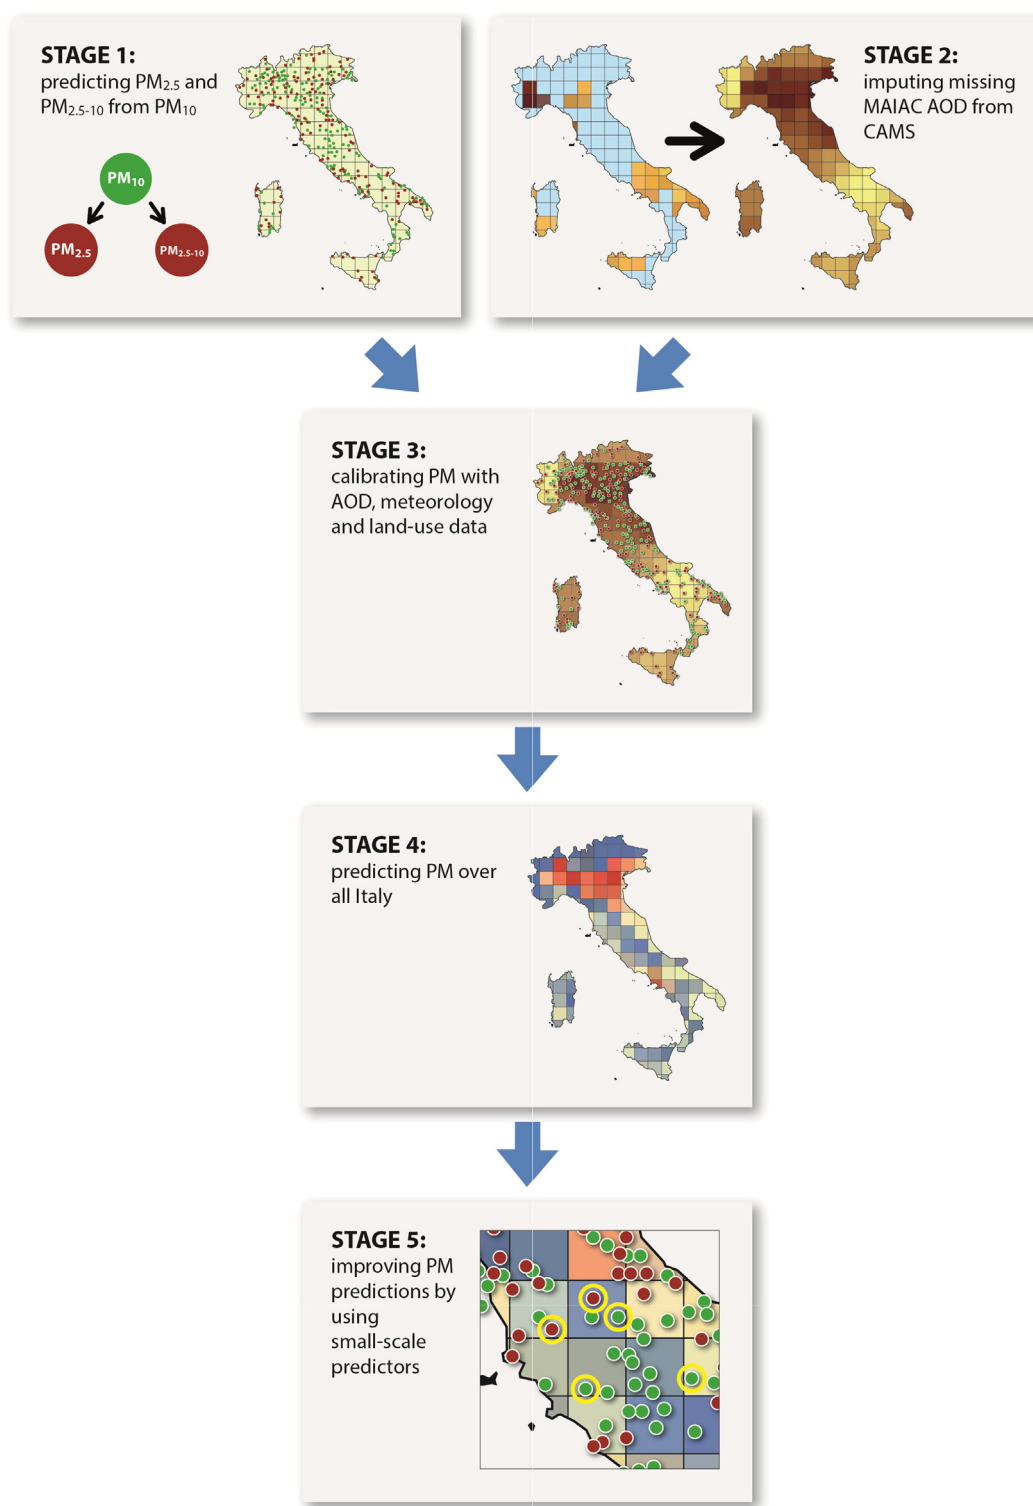 STAGE 1:
predicting PM2.5 and
PM2.5-10 from PM10
PM10
PM2.5
PM2.5-10
STAGE 2:
imputing missing
MAIAC AOD from
CAMS
STAGE 3:
calibrating PM with
AOD, meteorology
and land-use data
STAGE 4:
predicting PM over
all Italy
STAGE 5:
improving PM
predictions by
using
small-scale
predictors